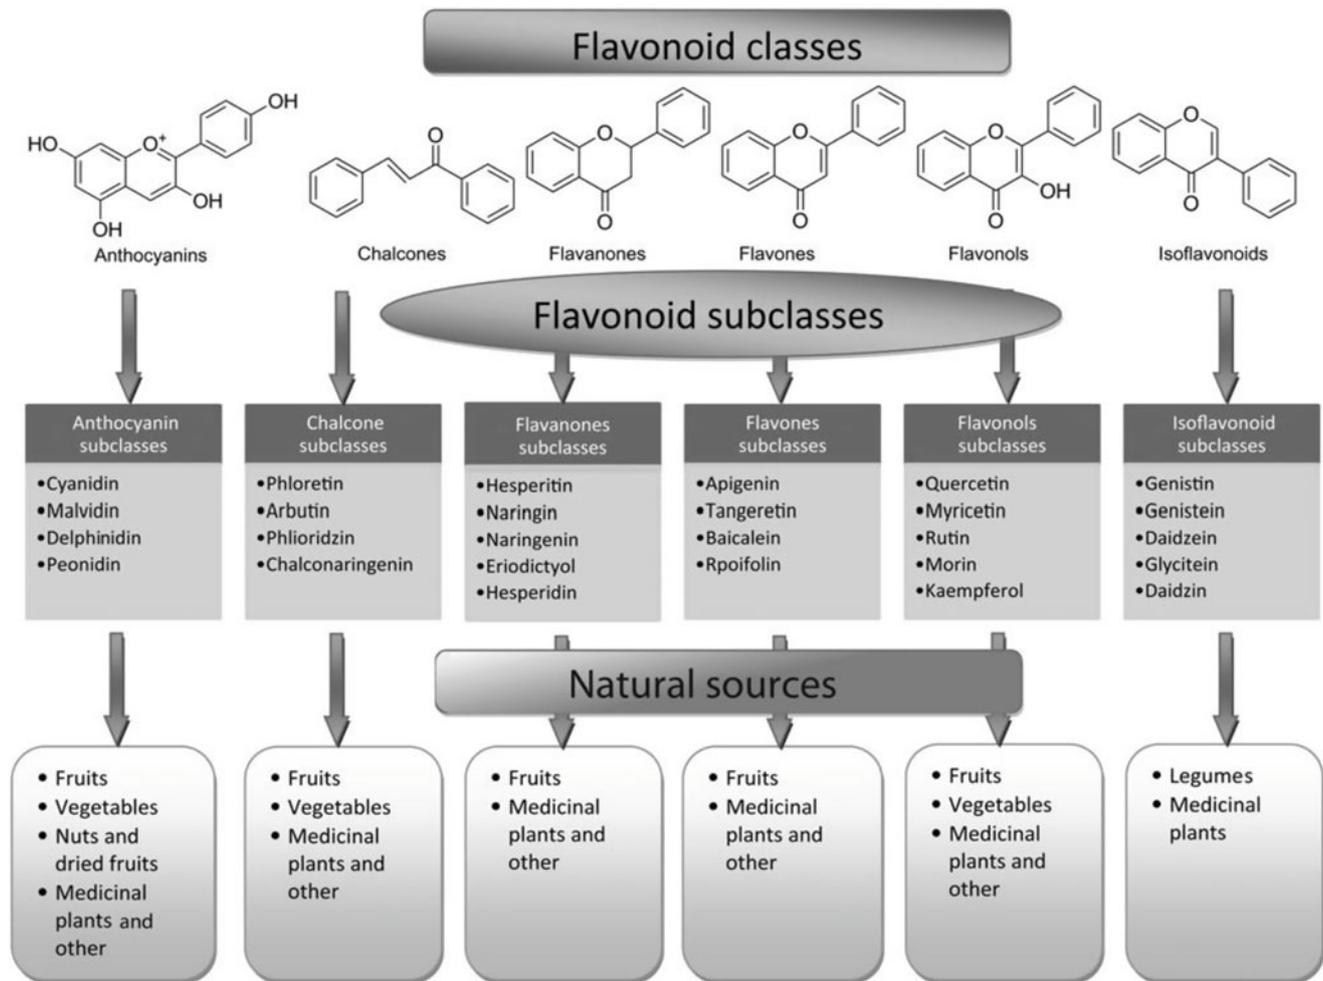 Flavonoid classes
OH
HO
O+
OH
OH
Anthocyanins
O
Chalcones
O
O
Flavanones
O
O
Flavones
O
OH
O
Flavonols
O
O
Isoflavonoids
Flavonoid subclasses
Anthocyanin
subclasses
•Cyanidin
•Malvidin
•Delphinidin
•Peonidin
Chalcone
subclasses
•Phloretin
•Arbutin
•Phlioridzin
•Chalconaringenin
Flavanones
subclasses
•Hesperitin
•Naringin
•Naringenin
•Eriodictyol
•Hesperidin
Flavones
subclasses
•Apigenin
•Tangeretin
•Baicalein
•Rpoifolin
Flavonols
subclasses
•Quercetin
•Myricetin
•Rutin
•Morin
•Kaempferol
Isoflavonoid
subclasses
•Genistin
•Genistein
•Daidzein
•Glycitein
•Daidzin
Natural sources
• Fruits
• Vegetables
• Nuts and
dried fruits
• Medicinal
plants and
other
• Fruits
• Vegetables
• Medicinal
plants and
other
• Fruits
• Medicinal
plants and
other
• Fruits
• Medicinal
plants and
other
• Fruits
• Vegetables
• Medicinal
plants and
other
• Legumes
• Medicinal
plants